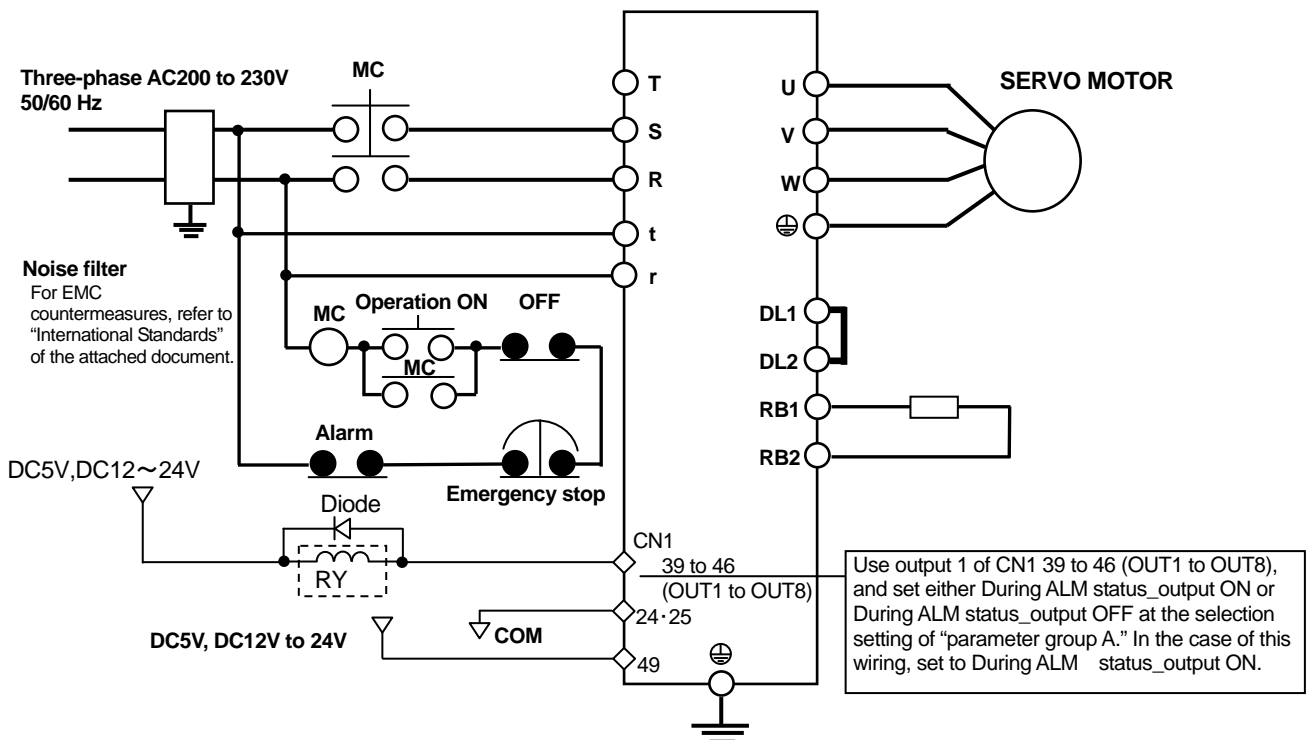 Three-phase AC200 to 230V
50/60 Hz
MC
T
S
R
t
r
U
V
W
SERVO MOTOR
Noise filter
For EMC
countermeasures, refer to
“International Standards”
of the attached document.
MC
Operation ON
OFF
MC
DL1
DL2
RB1
RB2
Alarm
Emergency stop
DC5V,DC12～24V
Diode
RY
CN1
39 to 46
(OUT1 to OUT8)
24･25
COM
DC5V, DC12V to 24V
49
Use output 1 of CN1 39 to 46 (OUT1 to OUT8),
and set either During ALM status_output ON or
During ALM status_output OFF at the selection
setting of “parameter group A.” In the case of this
wiring, set to During ALM status_output ON.